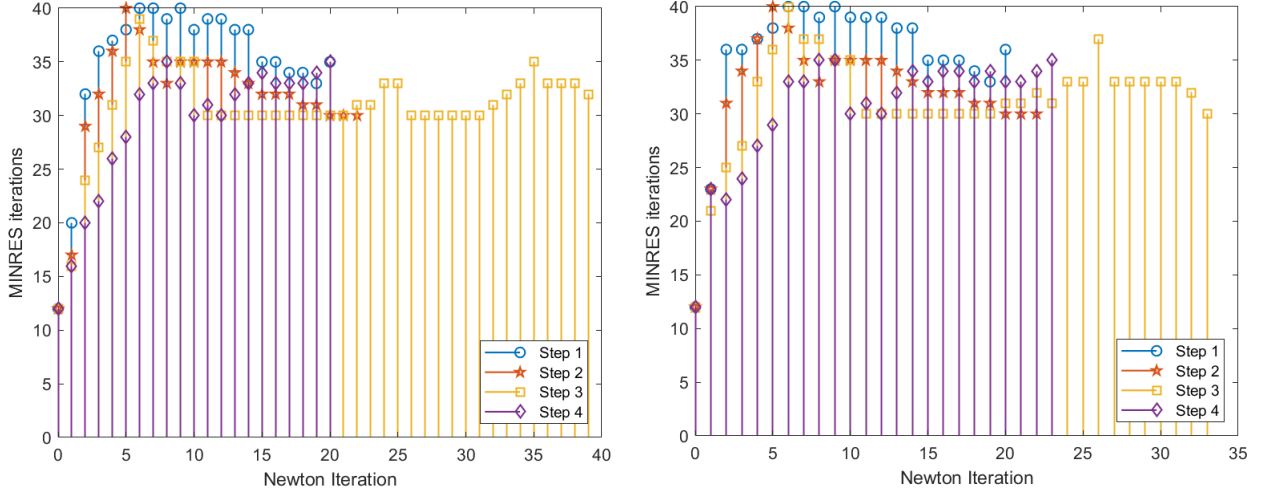 40
35
30
25
20
15
10
5
0
MINRES iterations
0 5 10 15 20 25 30 35 40
Newton Iteration
Step 1
Step 2
Step 3
Step 4
40
35
30
25
20
15
10
5
0
MINRES iterations
0 5 10 15 20 25 30 35
Newton Iteration
Step 1
Step 2
Step 3
Step 4